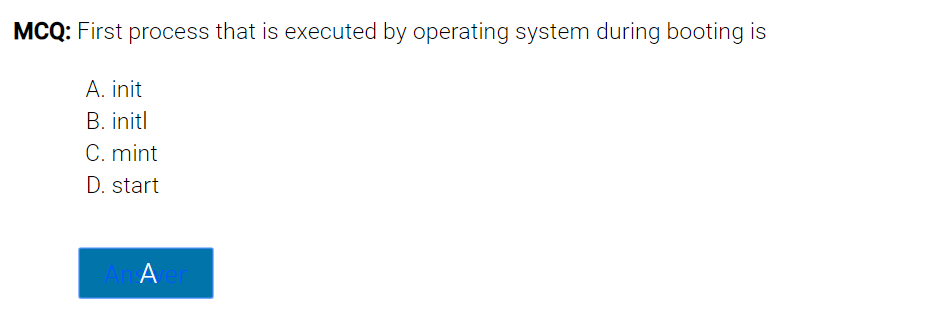 MCQ: First process that is executed by operating system during booting is
A. init
B. initl
C. mint
D. start
Answer
A